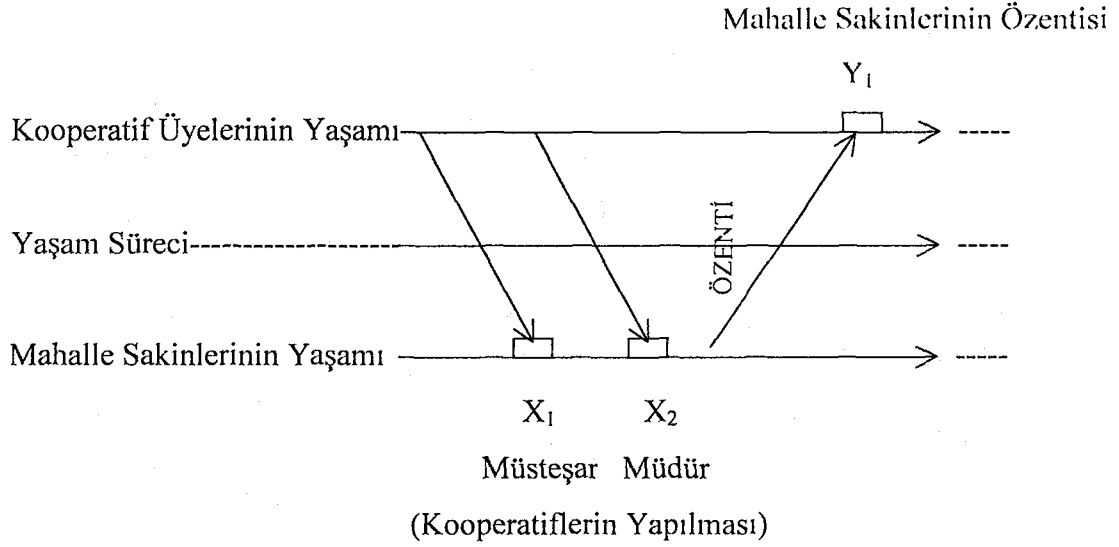 Mahalle Sakinlerinin Özentisi
Y₁
Kooperatif Üyelerinin Yaşamı
ÖZENTİ
Yaşam Süreci
Mahalle Sakinlerinin Yaşamı
X₁ X₂
Müsteşar Müdür
(Kooperatiflerin Yapılması)